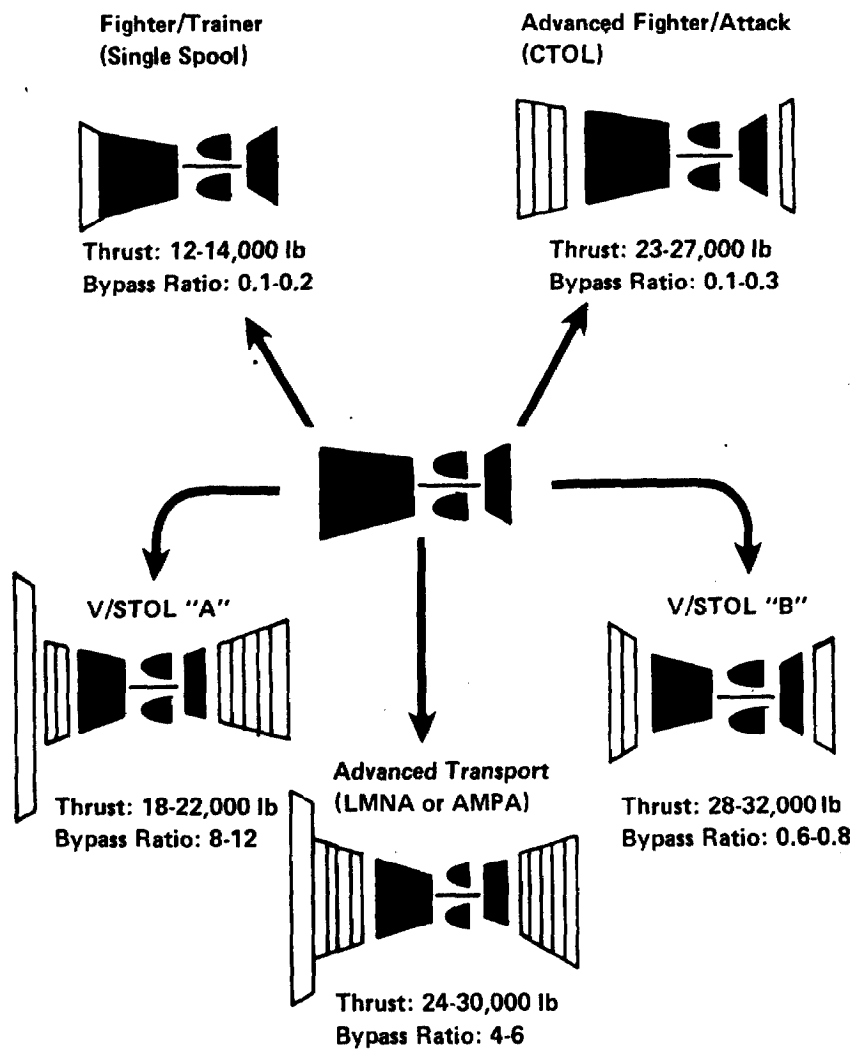 Fighter/Trainer
(Single Spool)
Thrust: 12-14,000 lb
Bypass Ratio: 0.1-0.2
Advanced Fighter/Attack
(CTOL)
Thrust: 23-27,000 lb
Bypass Ratio: 0.1-0.3
V/STOL "A"
Thrust: 18-22,000 lb
Bypass Ratio: 8-12
Advanced Transport
(LMNA or AMPA)
Thrust: 24-30,000 lb
Bypass Ratio: 4-6
V/STOL "B"
Thrust: 28-32,000 lb
Bypass Ratio: 0.6-0.8